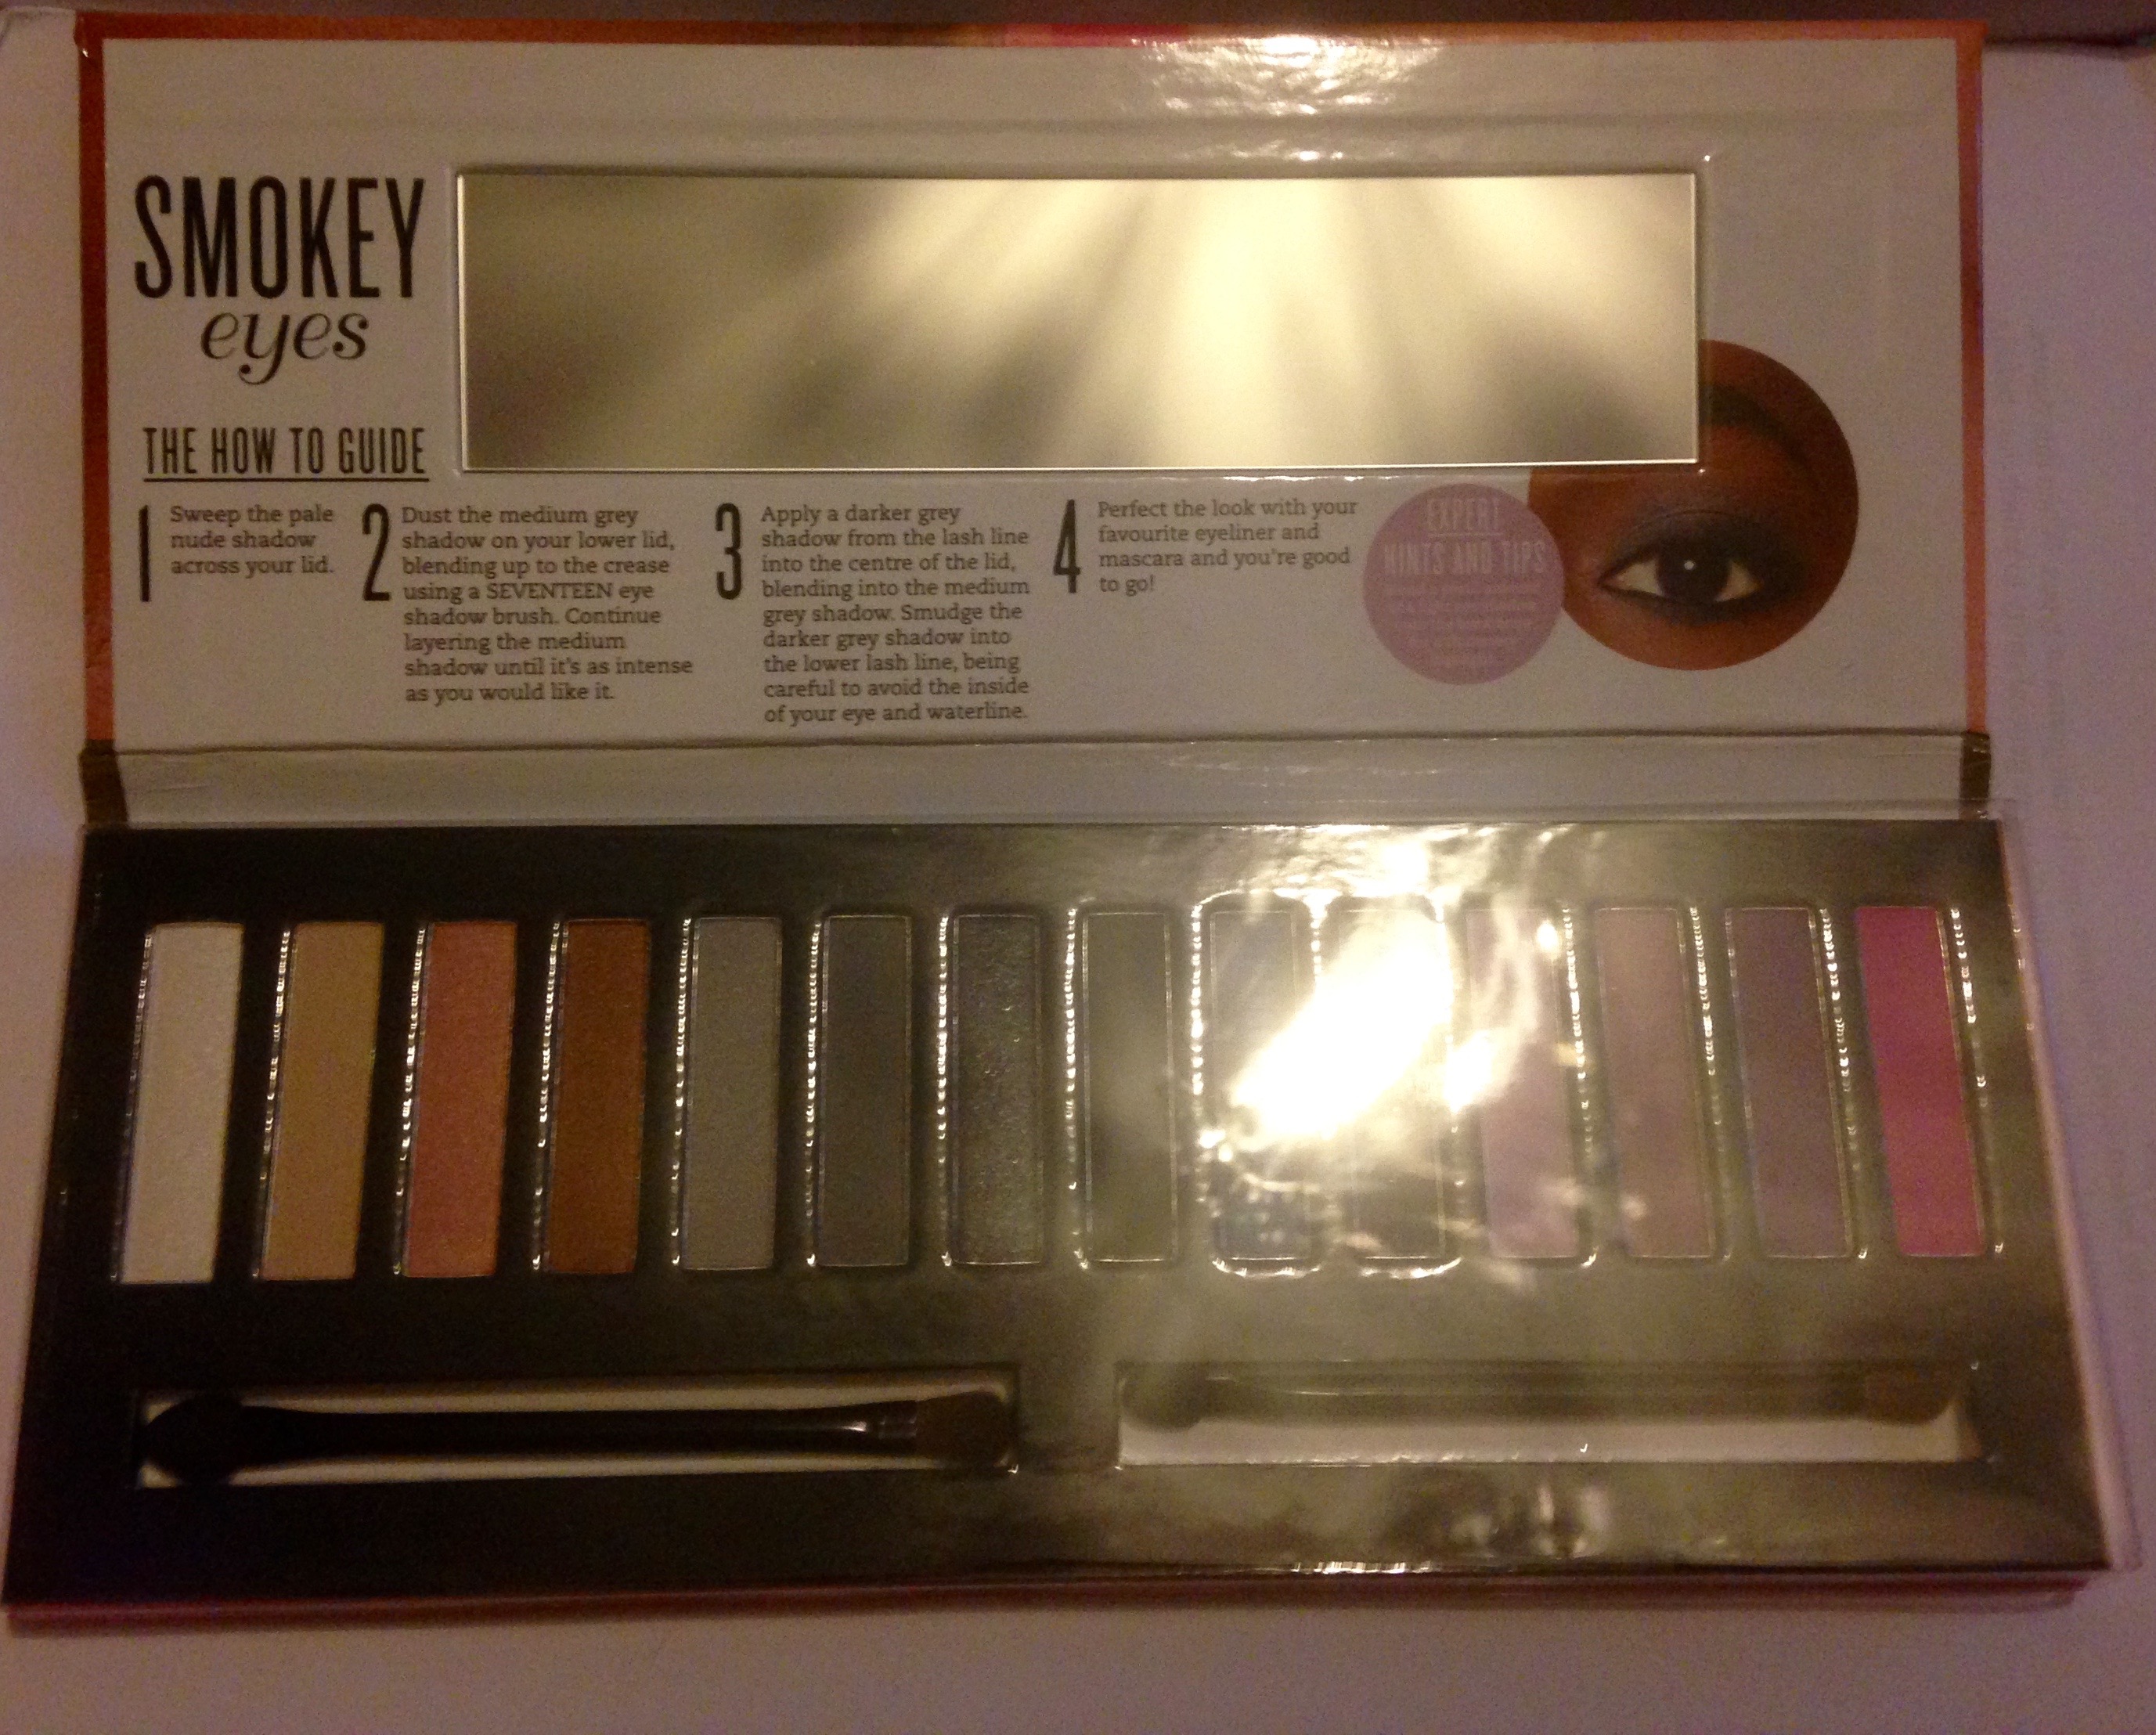 SMOKEY
eyes
THE HOW TO GUIDE
1
Sweep the pale
nude shadow
across your lid.
2
Dust the medium grey
shadow on your lower lid,
blending up to the crease
using a SEVENTEEN eye
shadow brush. Continue
layering the medium
shadow until it's as intense
as you would like it.
3
Apply a darker grey
shadow from the lash line
into the centre of the lid,
blending into the medium
grey shadow. Smudge the
darker grey shadow into
the lower lash line, being
careful to avoid the inside
of your eye and waterline.
4
Perfect the look with your
favourite eyeliner and
mascara and you're good
to go!
EXPERT
HINTS AND TIPS